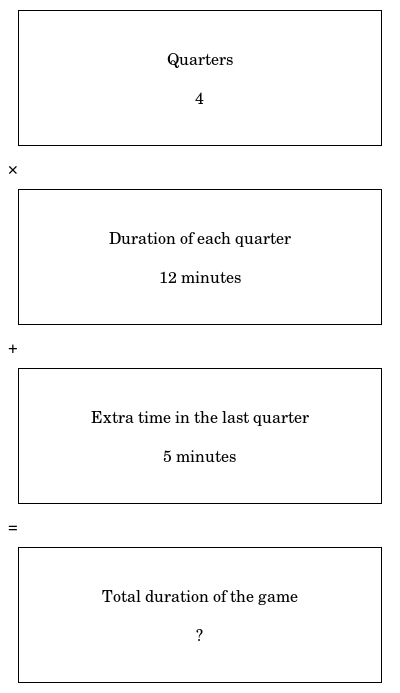 Quarters
4
×
Duration of each quarter
12 minutes
+
Extra time in the last quarter
5 minutes
=
Total duration of the game
?